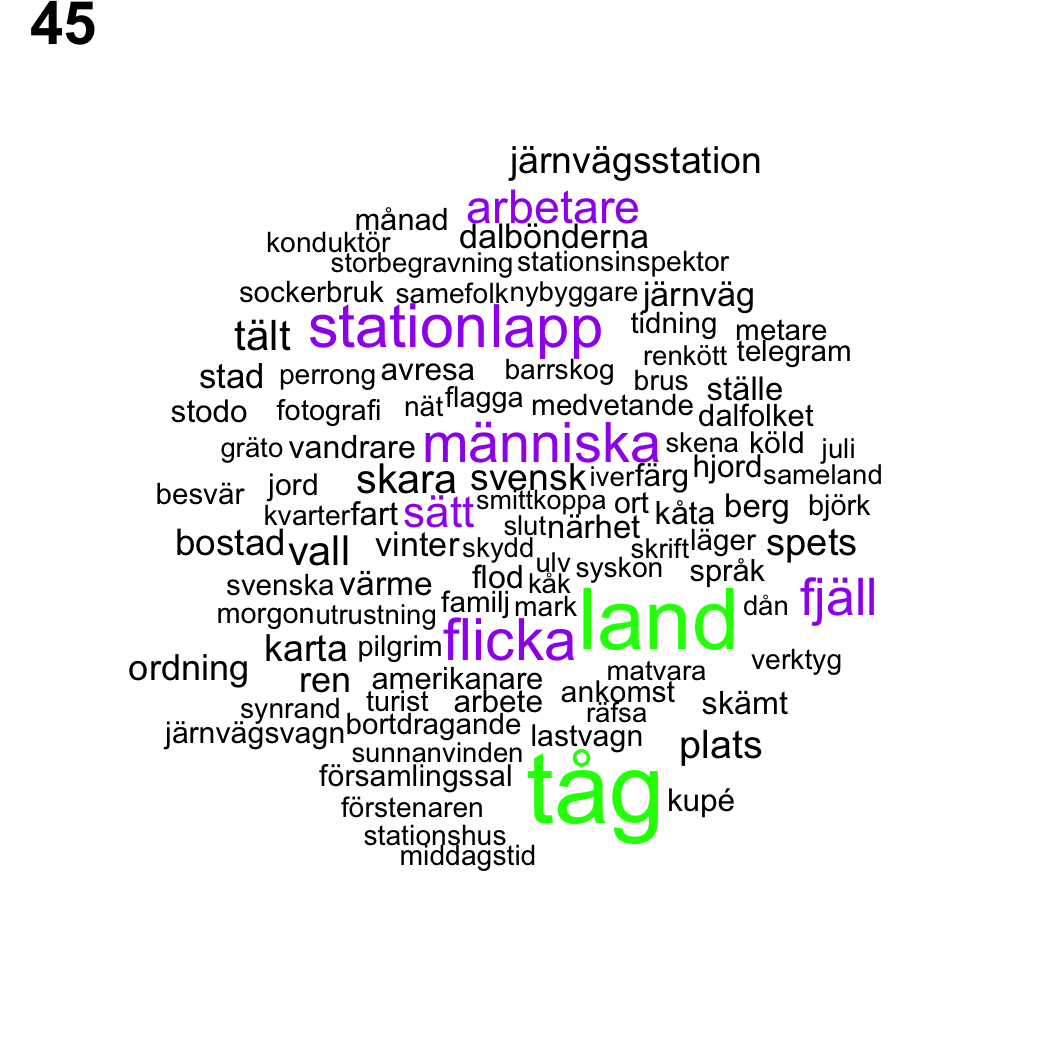 45
järnvägsstation
arbetare
månad
dalbönderna
konduktör
storbegravning stationsinspektor
sockerbruk samefolk nybyggare järnväg
tält station lapp tidning metare
renkött telegram
stad perrong avresa barrskog brus ställe
stodo fotografi nät flagga medvetande dalfolket
gräto vandrare människa skena köld juli
besvär jord skara svensk iver färg hjord sameland
kvarter fart sätt smittkoppa ort kåta berg björk
slut närhet
bostad vall vinter skydd skrift läger spets
ulv syskon
svenska värme flod kåk språk
morgon utrustning familj mark land dån fjäll
karta pilgrim flicka
ordning matvara verktyg
ren amerikanare
synrand turist arbete ankomst räfsa skämt
järnvägsvagn bortdragande lastvagn plats
sunnanvinden
församlingssal tåg kupé
förstenaren
stationshus
middagstid